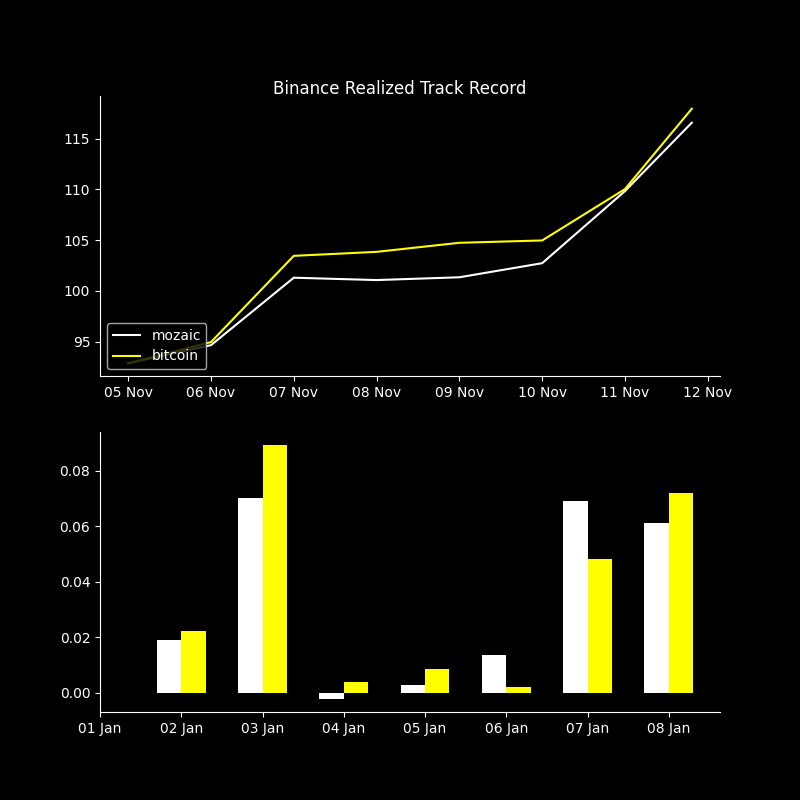 Binance Realized Track Record
115
110
105
100
95
mozaic
bitcoin
05 Nov 06 Nov 07 Nov 08 Nov 09 Nov 10 Nov 11 Nov 12 Nov
0.08
0.06
0.04
0.02
0.00
01 Jan 02 Jan 03 Jan 04 Jan 05 Jan 06 Jan 07 Jan 08 Jan